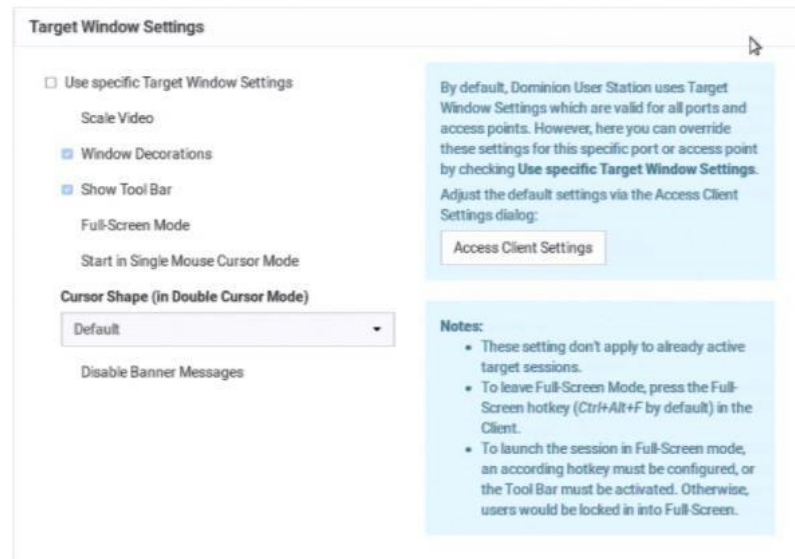 Target Window Settings
Use specific Target Window Settings
Scale Video
Window Decorations
Show Tool Bar
Full-Screen Mode
Start in Single Mouse Cursor Mode
Cursor Shape (in Double Cursor Mode)
Default
Disable Banner Messages
By default, Dominion User Station uses Target
Window Settings which are valid for all ports and
access points. However, here you can override
these settings for this specific port or access point
by checking Use specific Target Window Settings.
Adjust the default settings via the Access Client
Settings dialog:
Access Client Settings
Notes:
• These setting don't apply to already active
target sessions.
• To leave Full-Screen Mode, press the Full-
Screen hotkey (Ctrl+Alt+F by default) in the
Client.
• To launch the session in Full-Screen mode,
an according hotkey must be configured, or
the Tool Bar must be activated. Otherwise,
users would be locked in into Full-Screen.